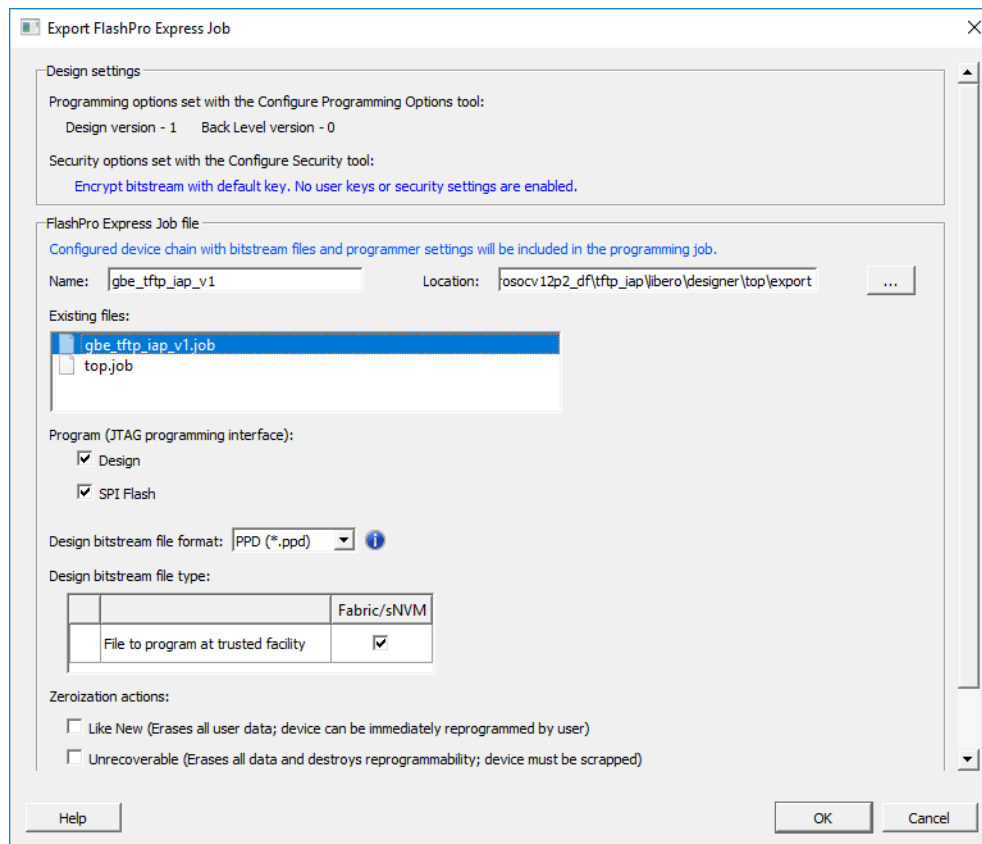 Export FlashPro Express Job
Design settings
Programming options set with the Configure Programming Options tool:
Design version - 1 Back Level version - 0
Security options set with the Configure Security tool:
Encrypt bitstream with default key. No user keys or security settings are enabled.
FlashPro Express Job file
Configured device chain with bitstream files and programmer settings will be included in the programming job.
Name: gbe_tftp_iap_v1 Location: rosocv12p2_df\tftp_iap\libero\designer\top\export ...
Existing files:
gbe_tftp_iap_v1.job
top.job
Program (JTAG programming interface):
Design
SPI Flash
Design bitstream file format: PPD (*.ppd)
Design bitstream file type:
Fabric/sNVM
File to program at trusted facility
Zeroization actions:
Like New (Erases all user data; device can be immediately reprogrammed by user)
Unrecoverable (Erases all data and destroys reprogrammability; device must be scrapped)
Help OK Cancel